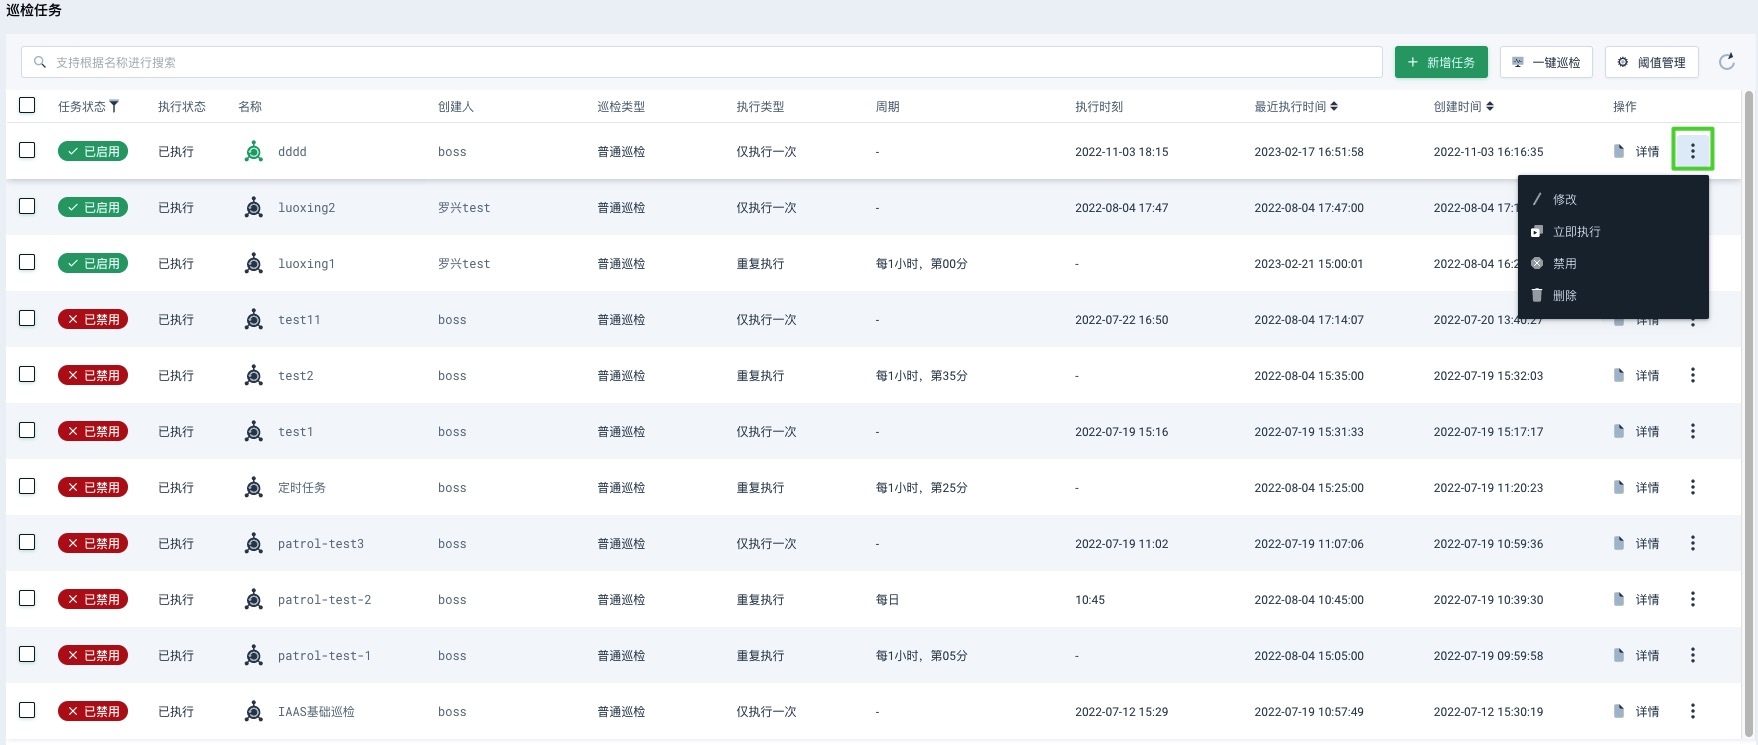 巡检任务
支持根据名称进行搜索
新增任务
一键巡检
阈值管理
任务状态 执行状态 名称 创建人 巡检类型 执行类型 周期 执行时刻 最近执行时间 创建时间 操作
已启用 已执行 dddd boss 普通巡检 仅执行一次 - 2022-11-03 18:15 2023-02-17 16:51:58 2022-11-03 16:16:35 详情
已启用 已执行 luoxing2 罗兴test 普通巡检 仅执行一次 - 2022-08-04 17:47 2022-08-04 17:47:00 2022-08-04 17:1
已启用 已执行 luoxing1 罗兴test 普通巡检 重复执行 每1小时，第00分 - 2023-02-21 15:00:01 2022-08-04 16:2
修改
立即执行
禁用
删除
已禁用 已执行 test11 boss 普通巡检 仅执行一次 - 2022-07-22 16:50 2022-08-04 17:14:07 2022-07-20 13:40:27 详情
已禁用 已执行 test2 boss 普通巡检 重复执行 每1小时，第35分 - 2022-08-04 15:35:00 2022-07-19 15:32:03 详情
已禁用 已执行 test1 boss 普通巡检 仅执行一次 - 2022-07-19 15:16 2022-07-19 15:31:33 2022-07-19 15:17:17 详情
已禁用 已执行 定时任务 boss 普通巡检 重复执行 每1小时，第25分 - 2022-08-04 15:25:00 2022-07-19 11:20:23 详情
已禁用 已执行 patrol-test3 boss 普通巡检 仅执行一次 - 2022-07-19 11:02 2022-07-19 11:07:06 2022-07-19 10:59:36 详情
已禁用 已执行 patrol-test-2 boss 普通巡检 重复执行 每日 10:45 2022-08-04 10:45:00 2022-07-19 10:39:30 详情
已禁用 已执行 patrol-test-1 boss 普通巡检 重复执行 每1小时，第05分 - 2022-08-04 15:05:00 2022-07-19 09:59:58 详情
已禁用 已执行 IAAS基础巡检 boss 普通巡检 仅执行一次 - 2022-07-12 15:29 2022-07-19 10:57:49 2022-07-12 15:30:19 详情